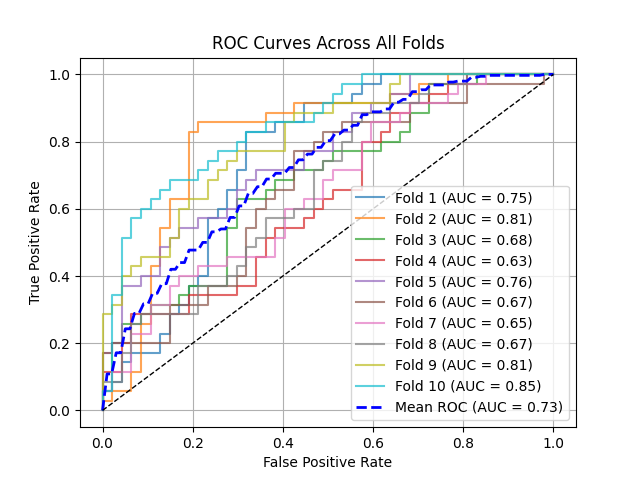 ROC Curves Across All Folds
True Positive Rate
1.0
0.8
0.6
0.4
0.2
0.0
Fold 1 (AUC = 0.75)
Fold 2 (AUC = 0.81)
Fold 3 (AUC = 0.68)
Fold 4 (AUC = 0.63)
Fold 5 (AUC = 0.76)
Fold 6 (AUC = 0.67)
Fold 7 (AUC = 0.65)
Fold 8 (AUC = 0.67)
Fold 9 (AUC = 0.81)
Fold 10 (AUC = 0.85)
Mean ROC (AUC = 0.73)
0.0 0.2 0.4 0.6 0.8 1.0
False Positive Rate